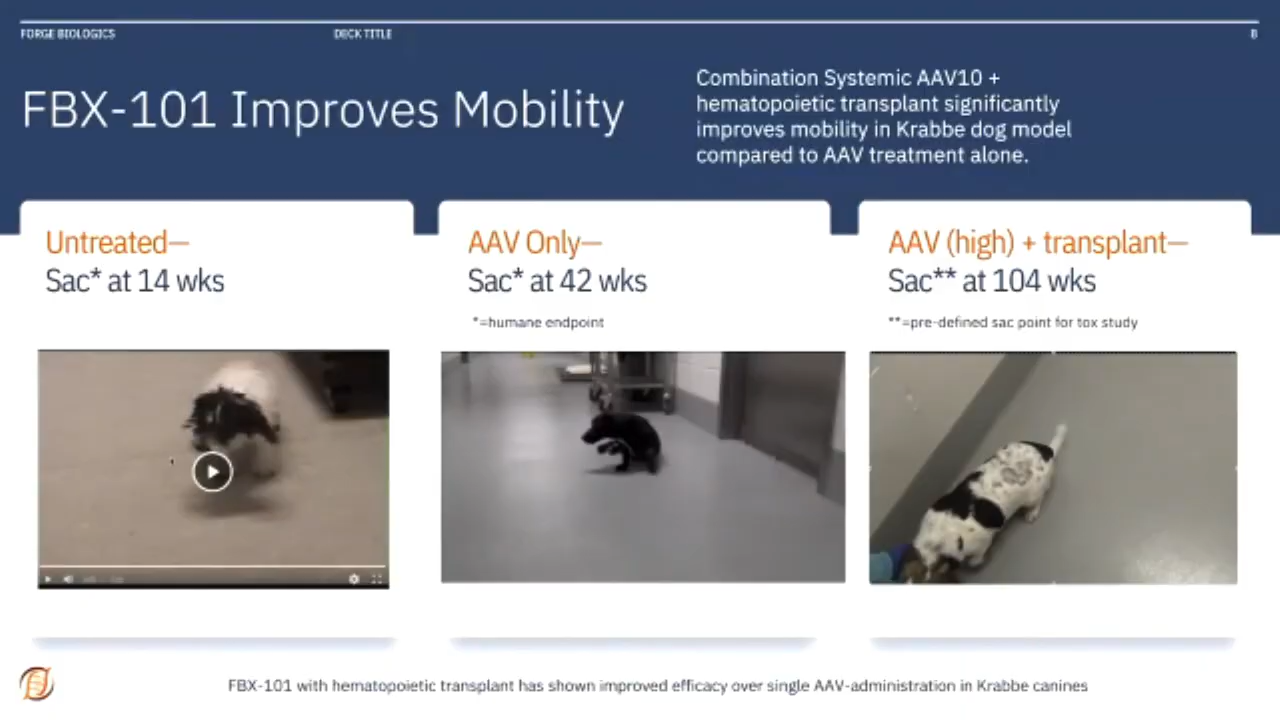 FORGE BIOLOGICS
DECK TITLE
8
FBX-101 Improves Mobility
Combination Systemic AAV10 +
hematopoietic transplant significantly
improves mobility in Krabbe dog model
compared to AAV treatment alone.
Untreated—
Sac* at 14 wks
AAV Only—
Sac* at 42 wks
*=humane endpoint
AAV (high) + transplant—
Sac** at 104 wks
**=pre-defined sac point for tox study
FBX-101 with hematopoietic transplant has shown improved efficacy over single AAV-administration in Krabbe canines